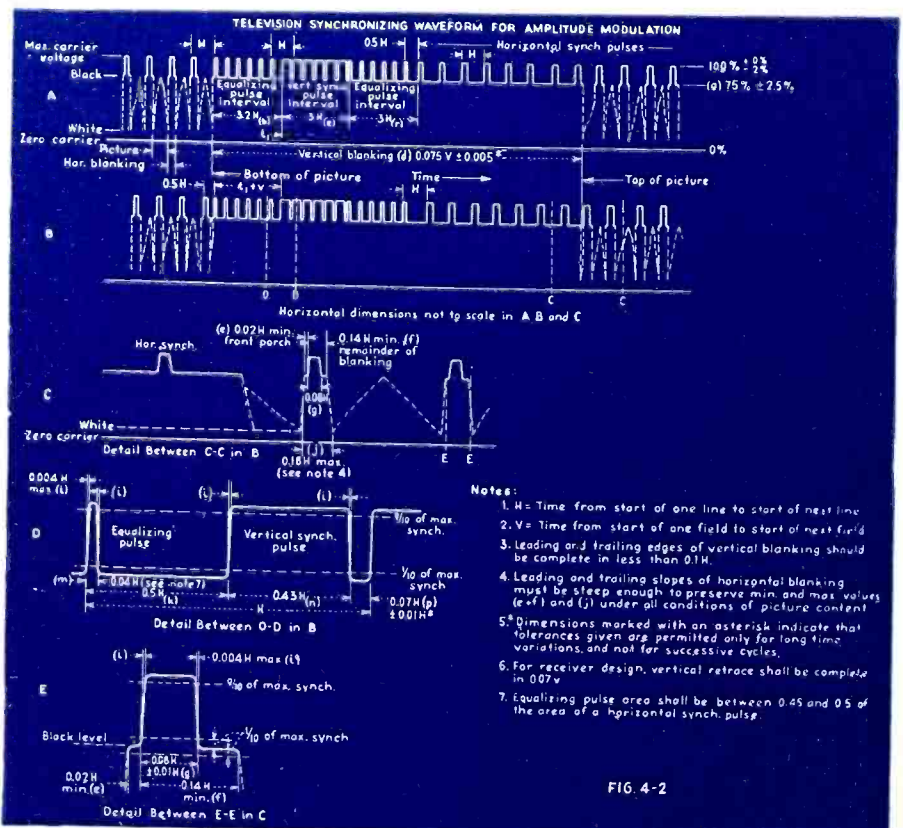 TELEVISION SYNCHRONIZING WAVEFORM FOR AMPLITUDE MODULATION
Max. carrier
voltage
H
H
0.5H
Horizontal synch pulses
H
Black
A
100% ± 0%
2%
(g) 75% ± 2.5%
Equalizing
pulse
interval
Vert syn.
pulse
interval
Equalizing
pulse
interval
3.2H
3H(e)
3H(r)
White
Zero carrier
0%
Picture
Hor. blanking
Vertical blanking (d) 0.075 V ± 0.005
0.5H
Bottom of picture
Time
Top of picture
H
B
D
D
C
C
Horizontal dimensions not to scale in A B and C
(e) 0.02H min.
front porch
0.14H min. (f)
remainder of
blanking
Hor. synch.
C
0.08H
(g)
White
Zero carrier
(j)
E
E
Detail Between C-C in B
0.18H max.
(see note 4)
0.004 H
max (i)
(i)
(i)
(i)
9/10 of max.
synch.
D
Equalizing
pulse
Vertical synch.
pulse
1/10 of max.
synch
(m)
0.04H (see note7)
0.5H
(k)
0.43H(n)
0.07H (p)
± 0.01H*
H
Detail Between D-D in B
Notes:
1. H = Time from start of one line to start of next line
2. V = Time from start of one field to start of next field
3. Leading and trailing edges of vertical blanking should
be complete in less than 0.1H.
4. Leading and trailing slopes of horizontal blanking
must be steep enough to preserve min. and max values
(e+f) and (j) under all conditions of picture content
5.* Dimensions marked with an asterisk indicate that
tolerances given are permitted only for long time
variations, and not for successive cycles.
6. For receiver design, vertical retrace shall be complete
in 0.07 v
7. Equalizing pulse area shall be between 0.45 and 0.5 of
the area of a horizontal synch. pulse.
(i)
0.004H max (i)
9/10 of max. synch.
E
Black level
1/10 of max. synch
0.08H
±0.01H(g)
0.02H
min.(e)
0.14H
min.(f)
Detail Between E-E in C
FIG. 4-2